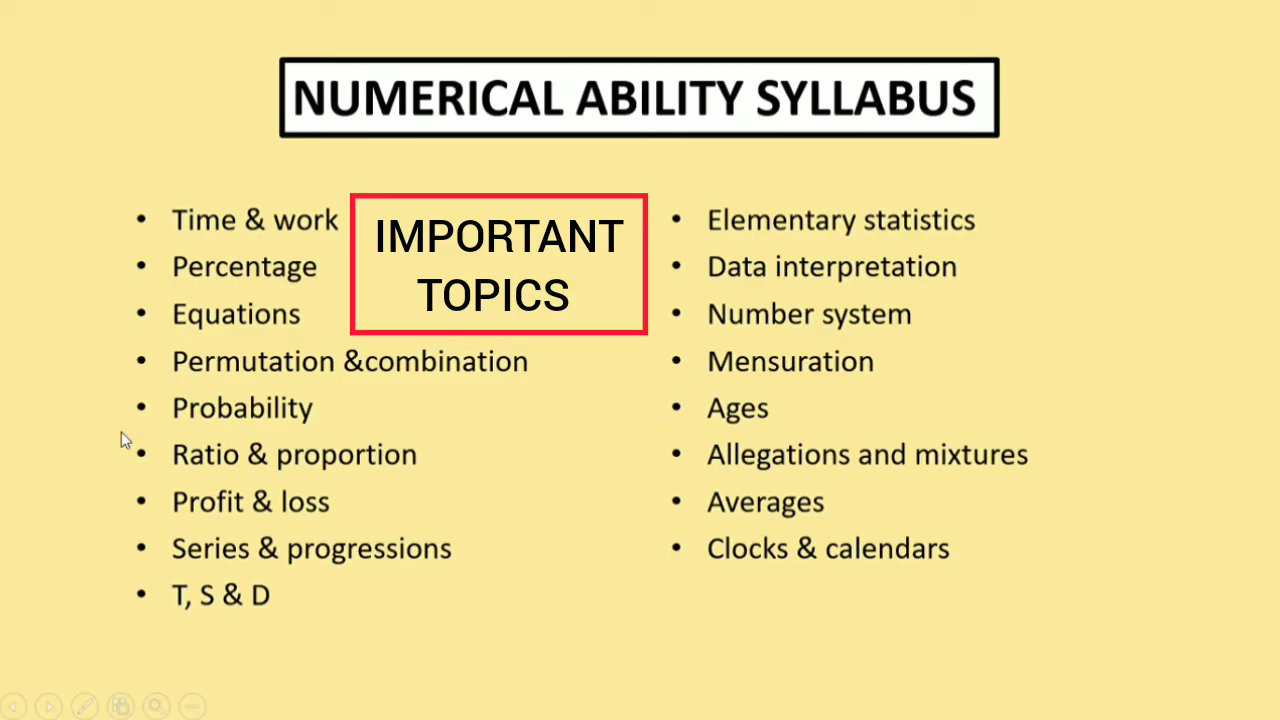 NUMERICAL ABILITY SYLLABUS
• Time & work
• Percentage
• Equations
• Permutation &combination
• Probability
• Ratio & proportion
• Profit & loss
• Series & progressions
• T, S & D
IMPORTANT
TOPICS
• Elementary statistics
• Data interpretation
• Number system
• Mensuration
• Ages
• Allegations and mixtures
• Averages
• Clocks & calendars